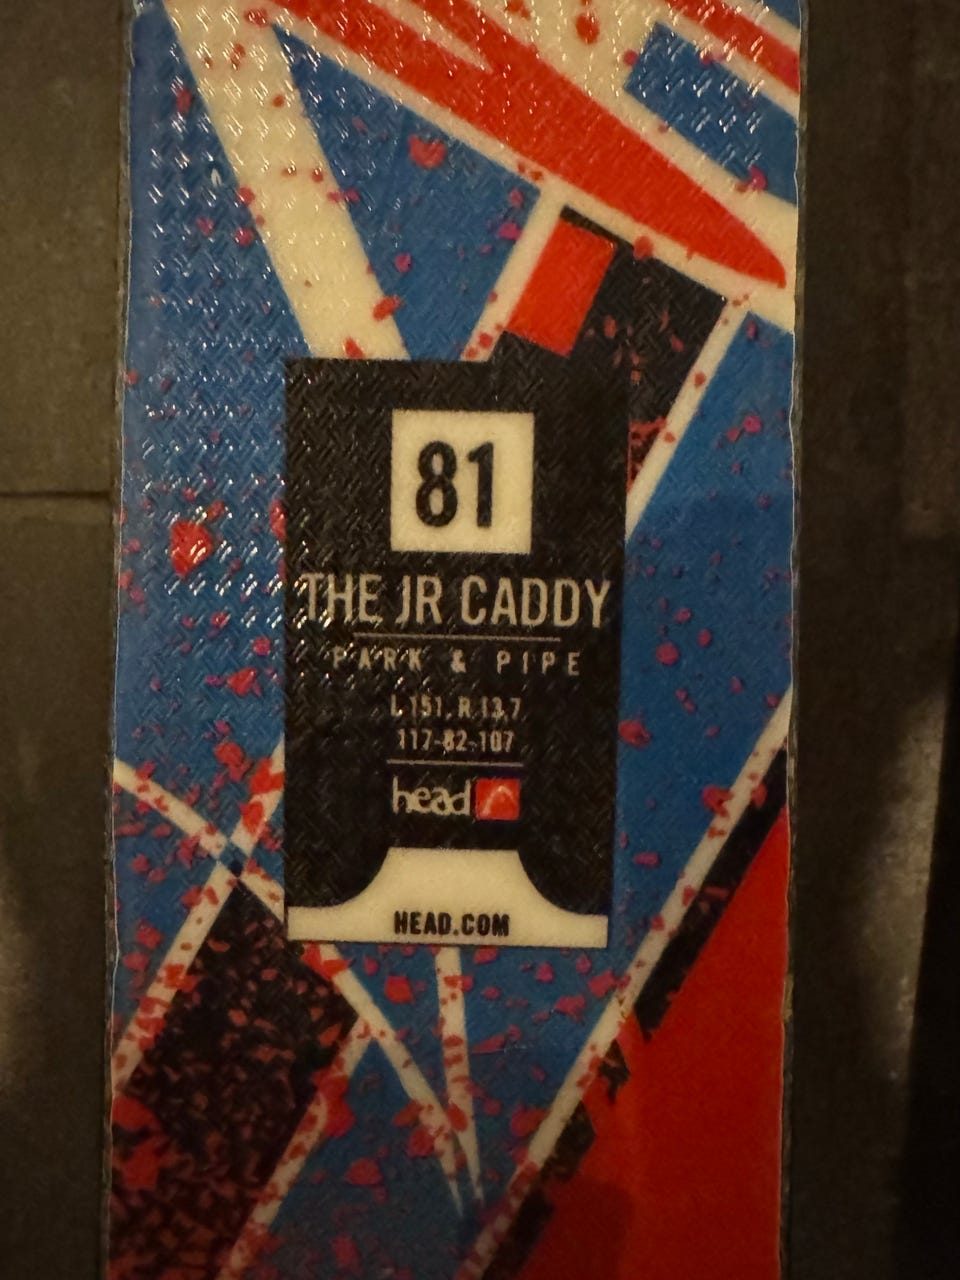 81
THE JR CADDY
PARK & PIPE
L.151, R.13,7
117-82-107
head
HEAD.COM